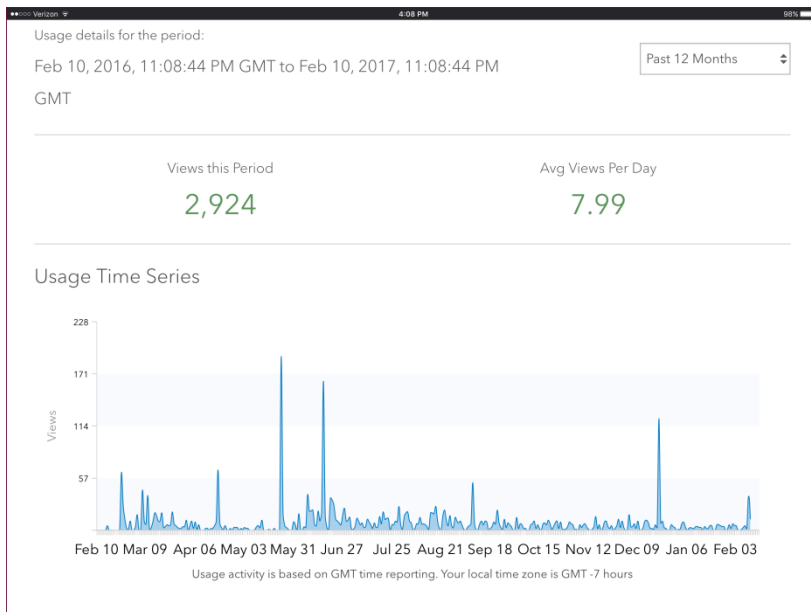 Verizon 4:08 PM 98%
Usage details for the period:
Feb 10, 2016, 11:08:44 PM GMT to Feb 10, 2017, 11:08:44 PM
GMT
Past 12 Months
Views this Period
Avg Views Per Day
2,924
7.99
Usage Time Series
228
171
114
57
Views
Feb 10 Mar 09 Apr 06 May 03 May 31 Jun 27 Jul 25 Aug 21 Sep 18 Oct 15 Nov 12 Dec 09 Jan 06 Feb 03
Usage activity is based on GMT time reporting. Your local time zone is GMT -7 hours